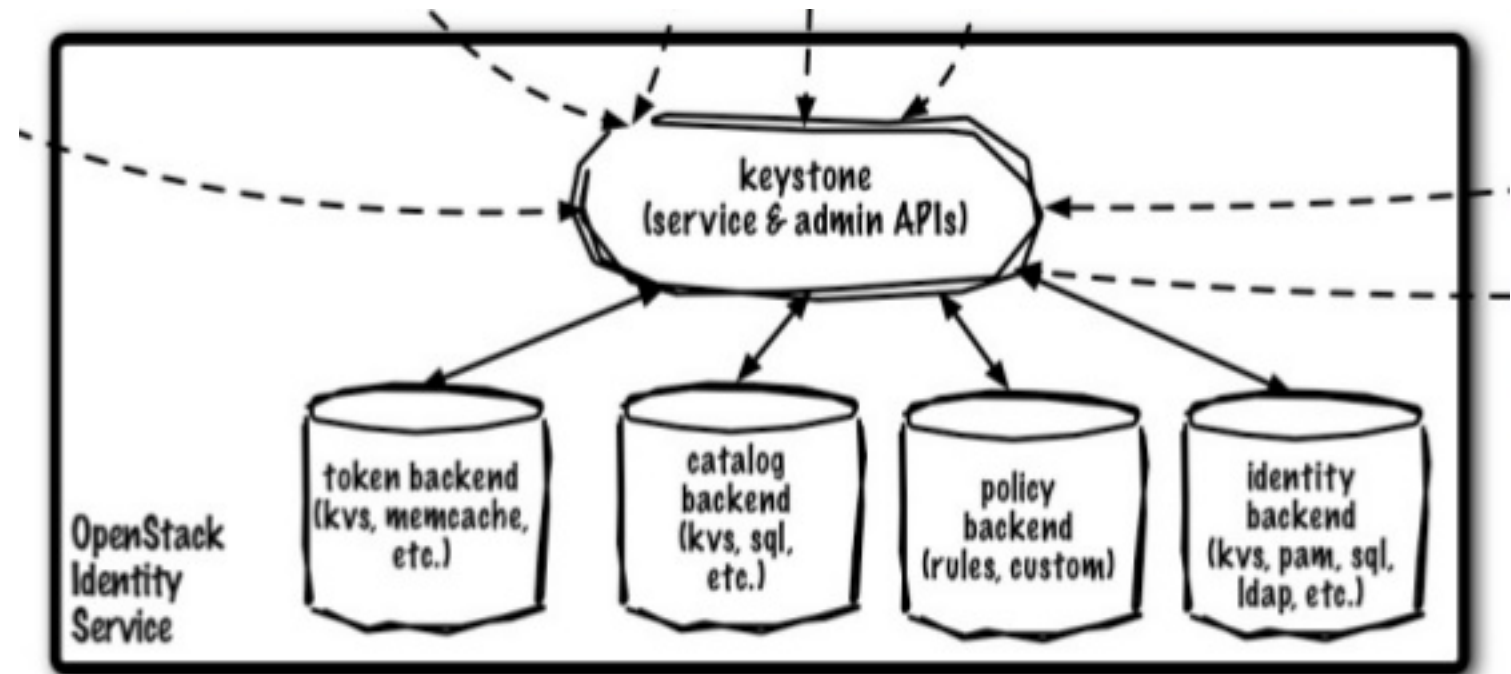 keystone
(service & admin APIs)
token backend
(kvs, memcache,
etc.)
catalog
backend
(kvs, sql,
etc.)
policy
backend
(rules, custom)
identity
backend
(kvs, pam, sql,
ldap, etc.)
OpenStack
Identity
Service